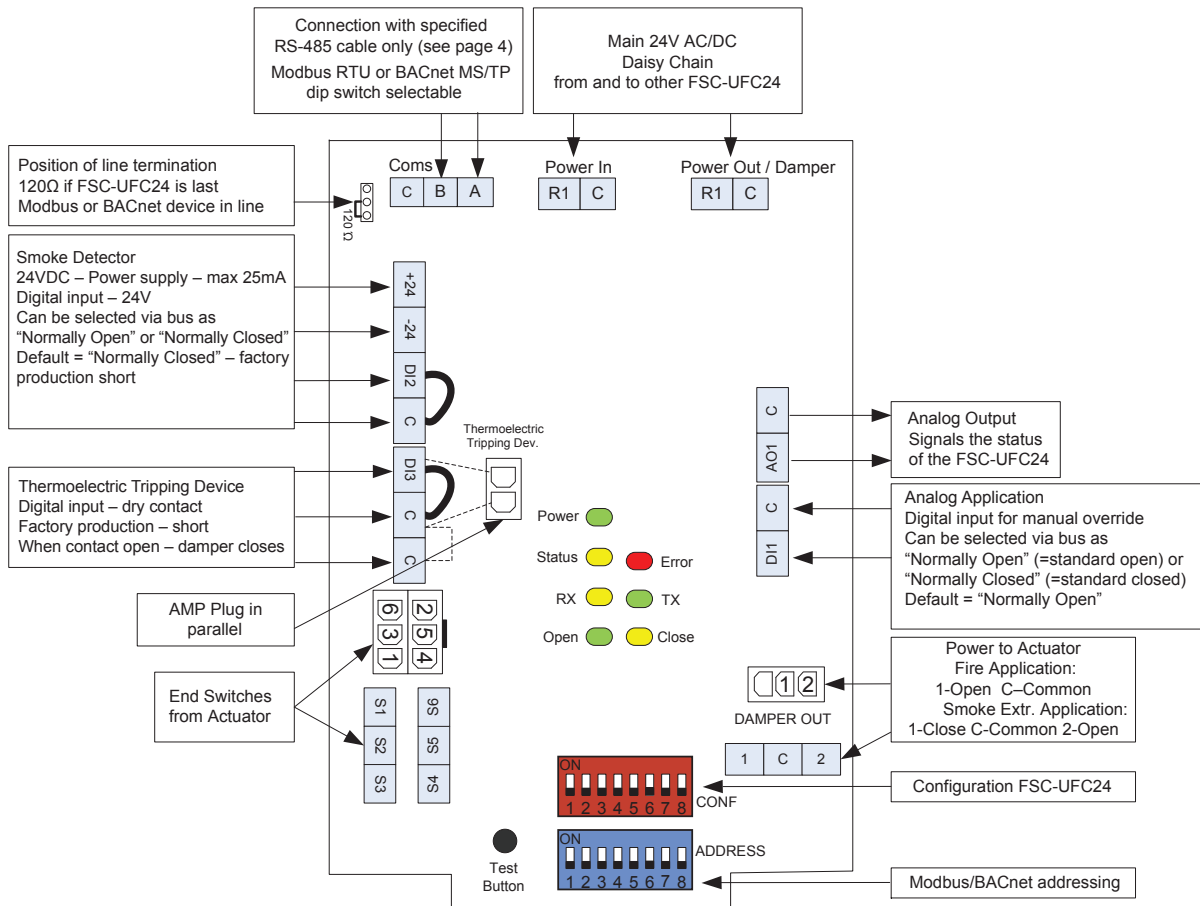 Connection with specified
RS-485 cable only (see page 4)
Modbus RTU or BACnet MS/TP
dip switch selectable
Main 24V AC/DC
Daisy Chain
from and to other FSC-UFC24
Position of line termination
120Ω if FSC-UFC24 is last
Modbus or BACnet device in line
120 Ω
Coms
C B A
Power In
R1 C
Power Out / Damper
R1 C
Smoke Detector
24VDC – Power supply – max 25mA
Digital input – 24V
Can be selected via bus as
“Normally Open” or “Normally Closed”
Default = “Normally Closed” – factory
production short
+24
-24
DI2
C
Thermoelectric
Tripping Dev.
DI3
C
C
Thermoelectric Tripping Device
Digital input – dry contact
Factory production – short
When contact open – damper closes
AMP Plug in
parallel
C
AO1
C
DI1
Analog Output
Signals the status
of the FSC-UFC24
Analog Application
Digital input for manual override
Can be selected via bus as
“Normally Open” (=standard open) or
“Normally Closed” (=standard closed)
Default = “Normally Open”
Power
Status
Error
RX
TX
Open
Close
6 2
3 5
1 4
End Switches
from Actuator
S1 S6
S2 S5
S3 S4
Power to Actuator
Fire Application:
1-Open C–Common
Smoke Extr. Application:
1-Close C-Common 2-Open
1 2
DAMPER OUT
1 C 2
ON
1 2 3 4 5 6 7 8
CONF
Configuration FSC-UFC24
ON
1 2 3 4 5 6 7 8
ADDRESS
Modbus/BACnet addressing
Test
Button